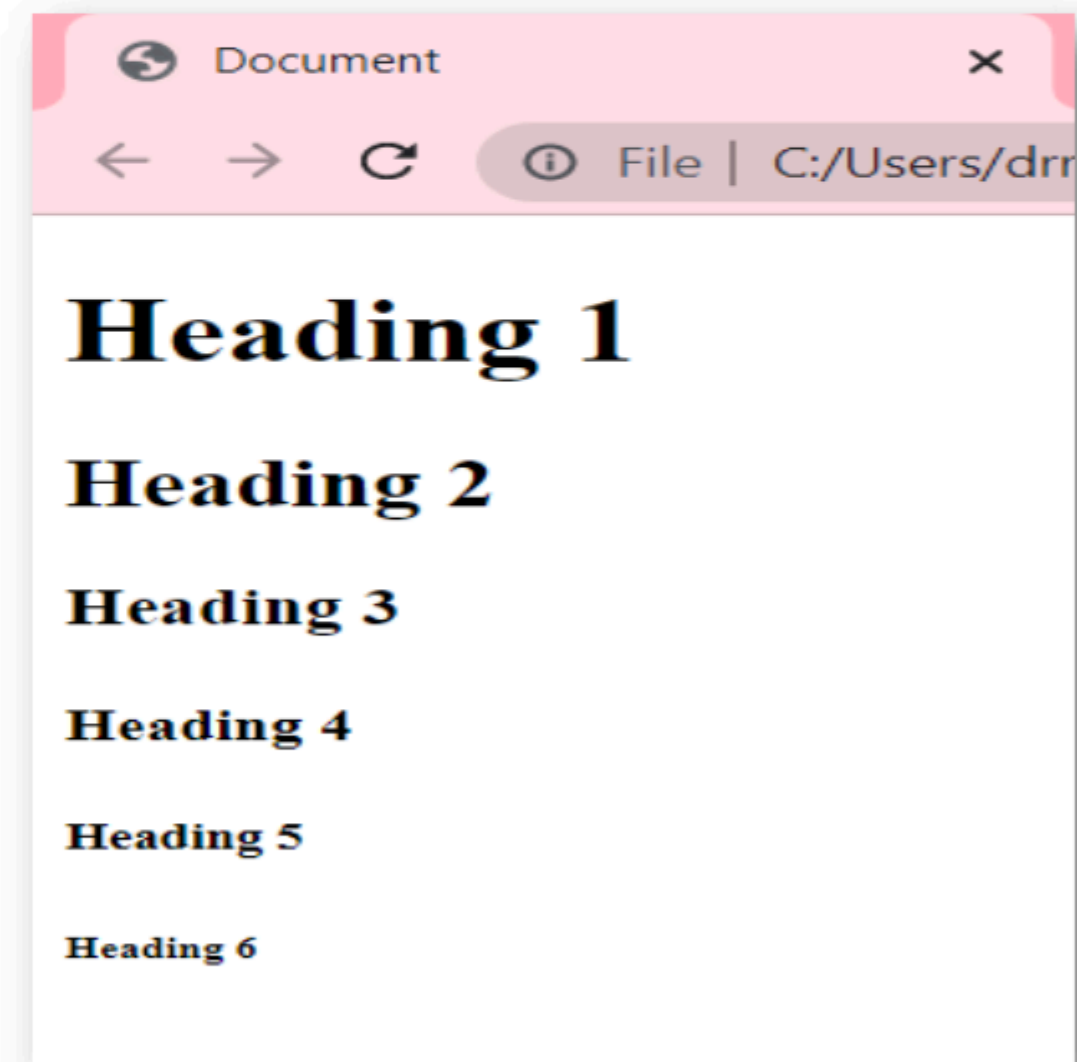 Document
File | C:/Users/drr
Heading 1
Heading 2
Heading 3
Heading 4
Heading 5
Heading 6